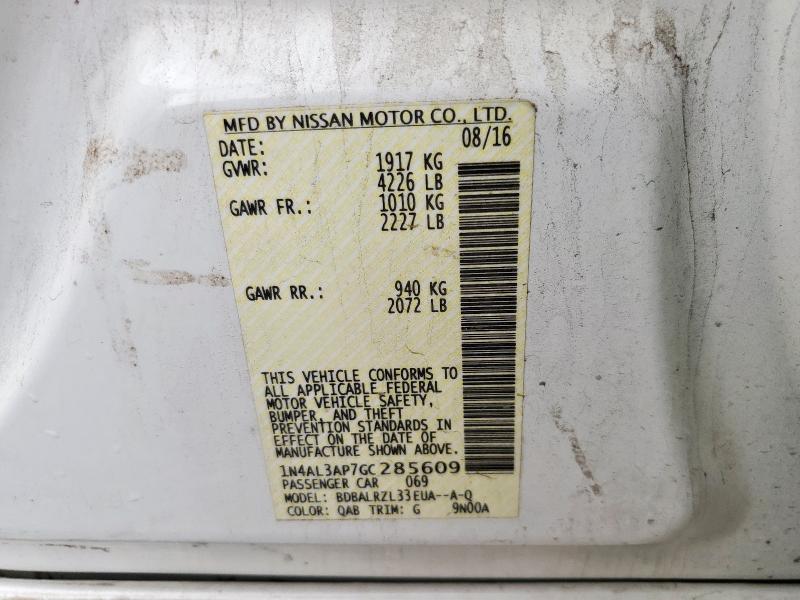 MFD BY NISSAN MOTOR CO., LTD.
DATE: 08/16
GVWR: 1917 KG
4226 LB
GAWR FR.: 1010 KG
2227 LB
GAWR RR.: 940 KG
2072 LB
THIS VEHICLE CONFORMS TO
ALL APPLICABLE FEDERAL
MOTOR VEHICLE SAFETY,
BUMPER, AND THEFT
PREVENTION STANDARDS IN
EFFECT ON THE DATE OF
MANUFACTURE SHOWN ABOVE.
1N4AL3AP7GC285609
PASSENGER CAR 069
MODEL: BDBALRZL33EUA--A-Q
COLOR: QAB TRIM: G 9N00A